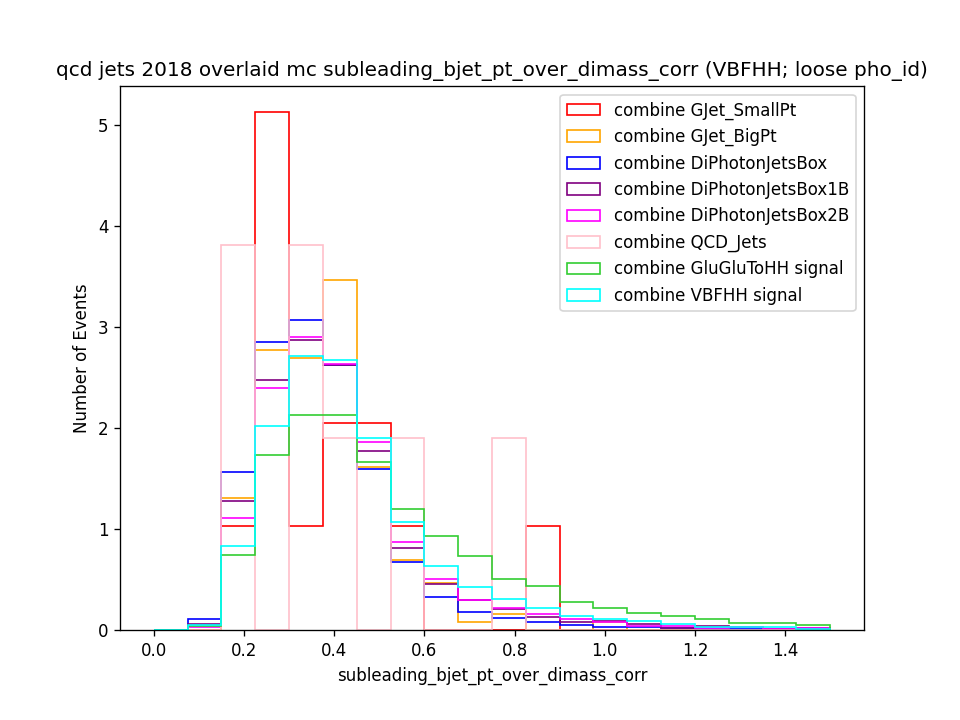 qcd jets 2018 overlaid mc subleading_bjet_pt_over_dimass_corr (VBFHH; loose pho_id)
combine GJet_SmallPt
combine GJet_BigPt
combine DiPhotonJetsBox
combine DiPhotonJetsBox1B
combine DiPhotonJetsBox2B
combine QCD_Jets
combine GluGluToHH signal
combine VBFHH signal
Number of Events
5
4
3
2
1
0
0.0 0.2 0.4 0.6 0.8 1.0 1.2 1.4
subleading_bjet_pt_over_dimass_corr